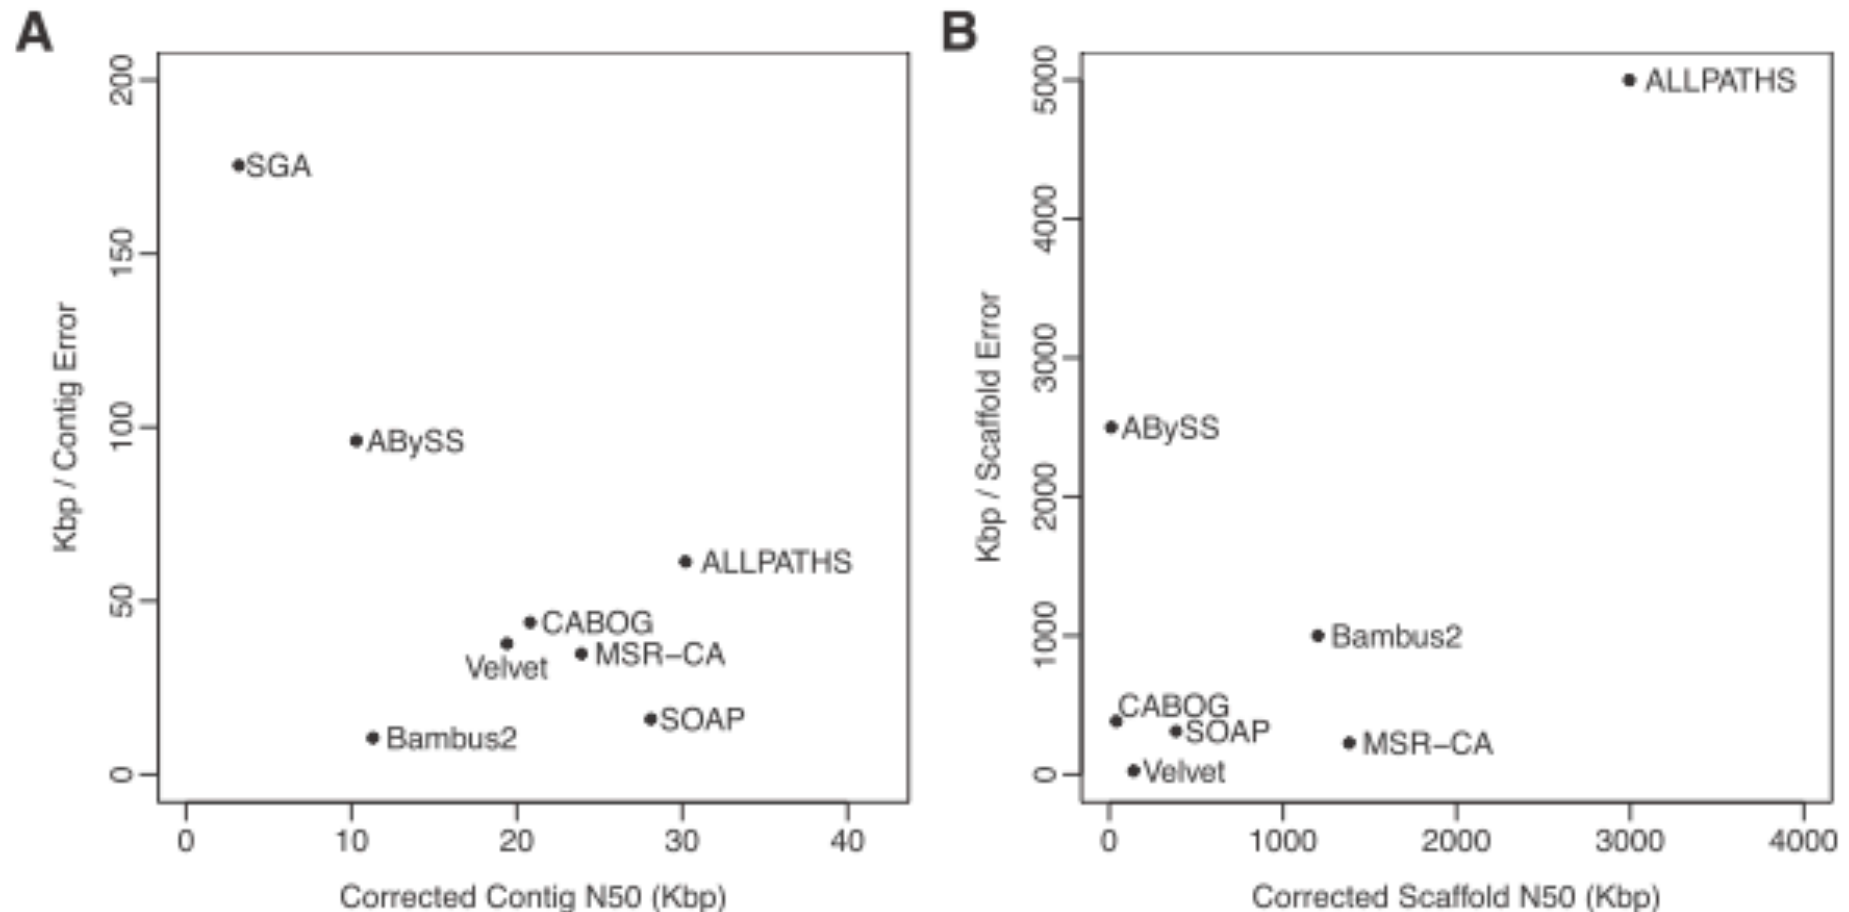 A
Kbp / Contig Error
200
150
100
50
0
SGA
ABySS
ALLPATHS
CABOG
Velvet
MSR-CA
SOAP
Bambus2
0 10 20 30 40
Corrected Contig N50 (Kbp)
B
Kbp / Scaffold Error
5000
4000
3000
2000
1000
0
ALLPATHS
ABySS
Bambus2
CABOG
SOAP
MSR-CA
Velvet
0 1000 2000 3000 4000
Corrected Scaffold N50 (Kbp)